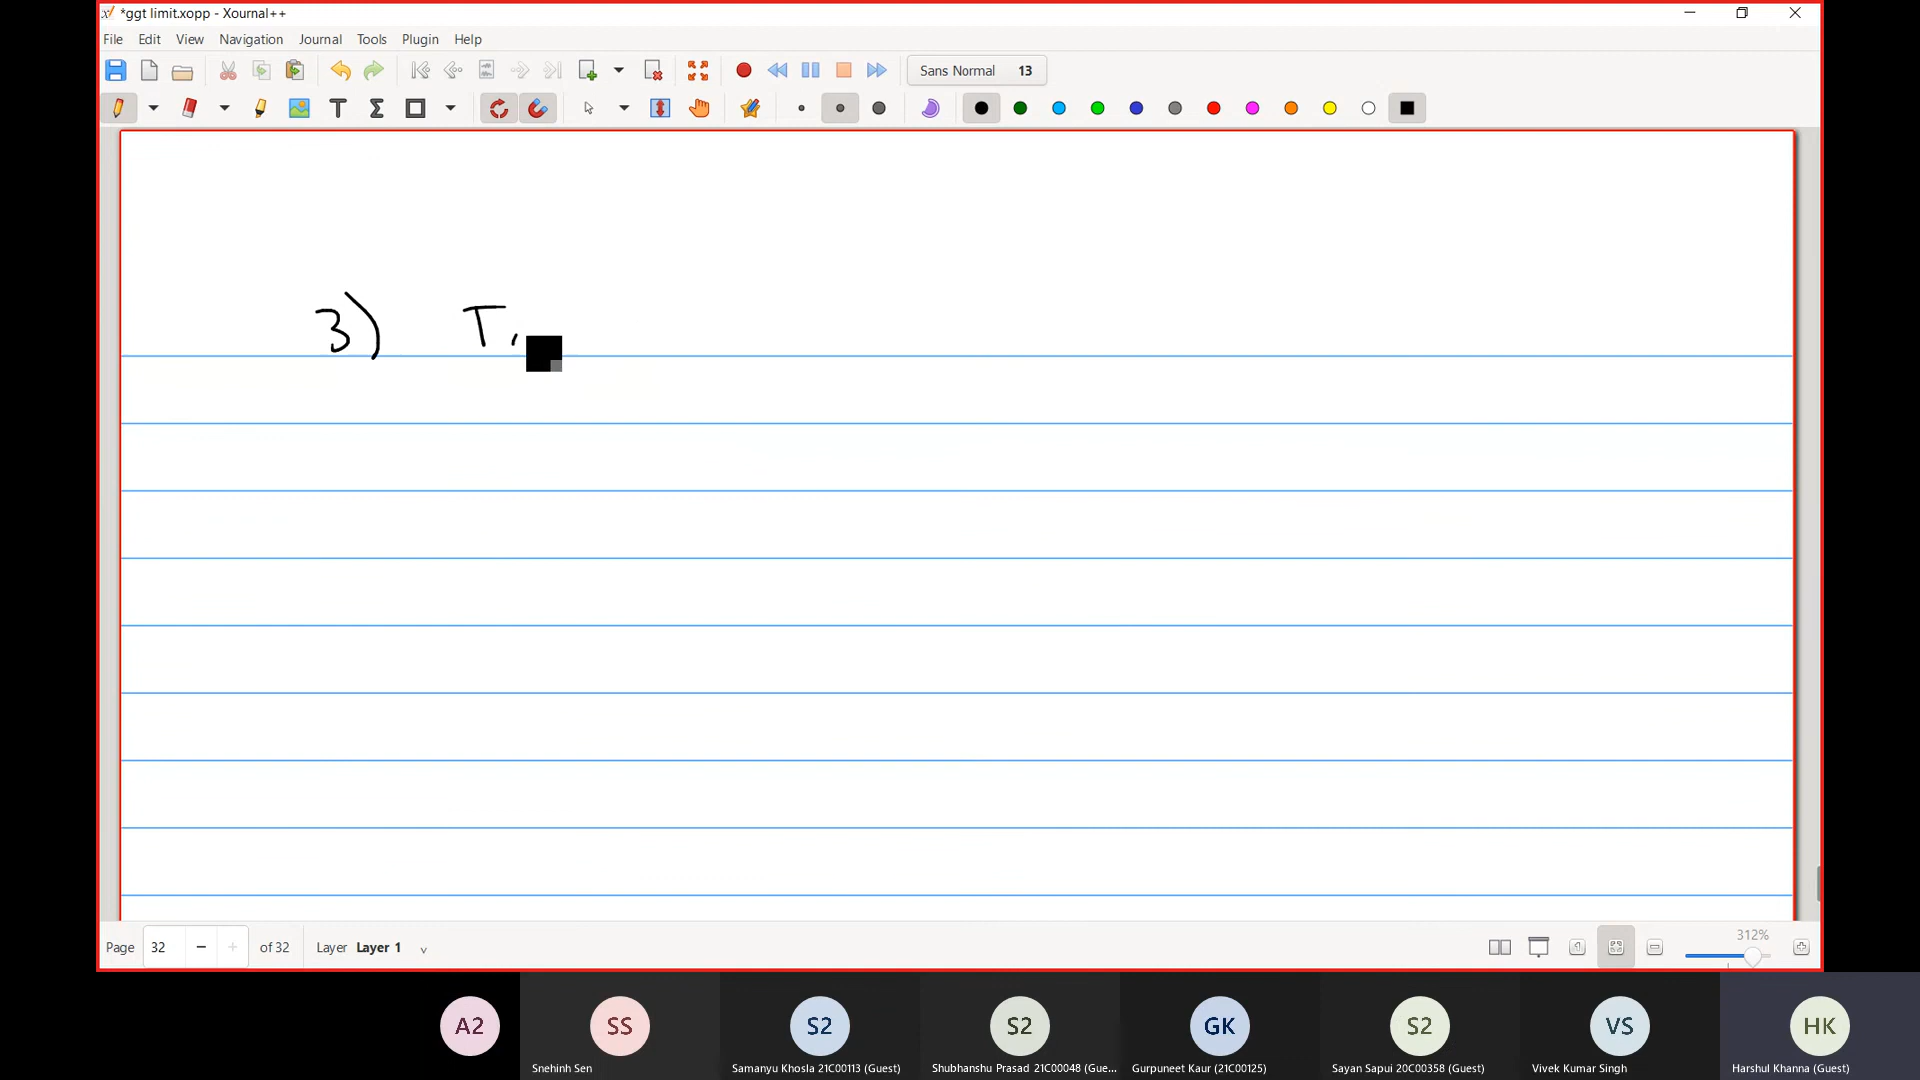 *ggt limit.xopp - Xournal++
File Edit View Navigation Journal Tools Plugin Help
Sans Normal 13
3) T
Page 32 of 32 Layer Layer 1 312%
A2 SS S2 S2 GK S2 VS HK
Snehinh Sen Samanyu Khosla 21C00113 (Guest) Shubhanshu Prasad 21C00048 (Gue... Gurpuneet Kaur (21C00125) Sayan Sapui 20C00358 (Guest) Vivek Kumar Singh Harshul Khanna (Guest)